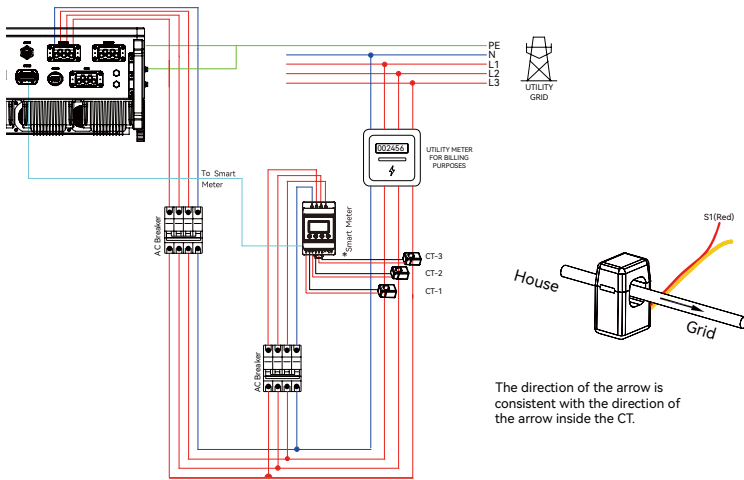 PE
N
L1
L2
L3
UTILITY
GRID
002456
UTILITY METER
FOR BILLING
PURPOSES
To Smart
Meter
AC Breaker
*Smart Meter
CT-3
CT-2
CT-1
AC Breaker
S1(Red)
House
Grid
The direction of the arrow is
consistent with the direction of
the arrow inside the CT.